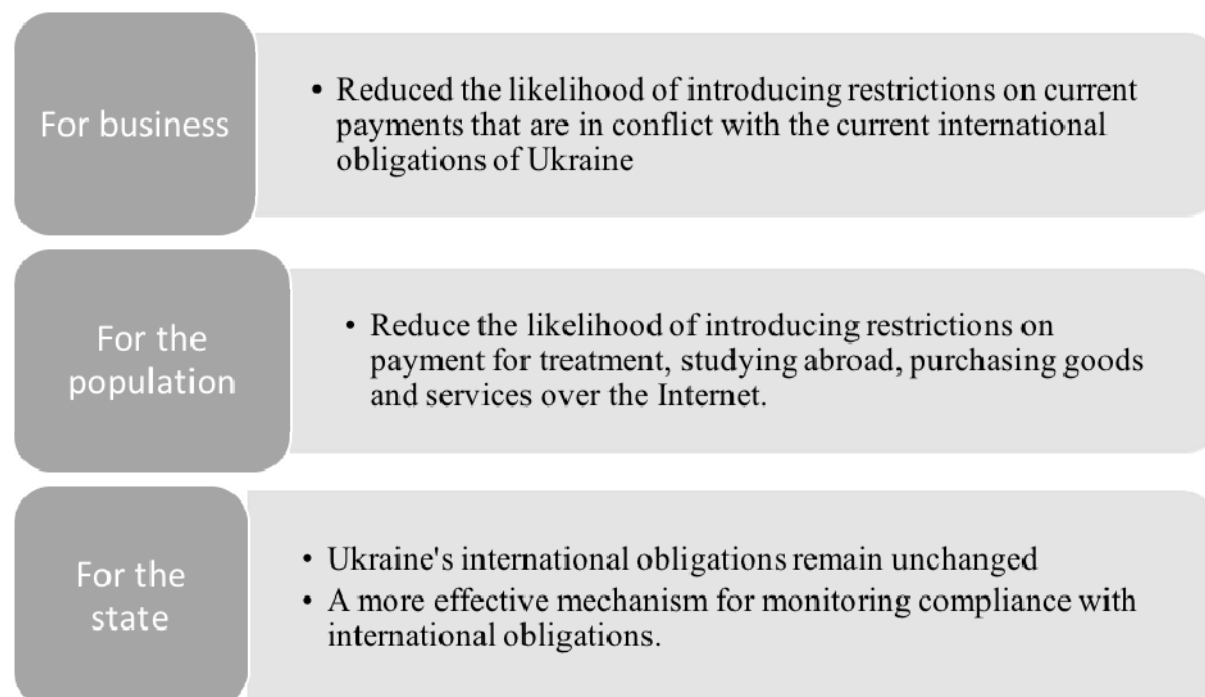 For business
• Reduced the likelihood of introducing restrictions on current
payments that are in conflict with the current international
obligations of Ukraine
For the
population
• Reduce the likelihood of introducing restrictions on
payment for treatment, studying abroad, purchasing goods
and services over the Internet.
For the
state
• Ukraine's international obligations remain unchanged
• A more effective mechanism for monitoring compliance with
international obligations.